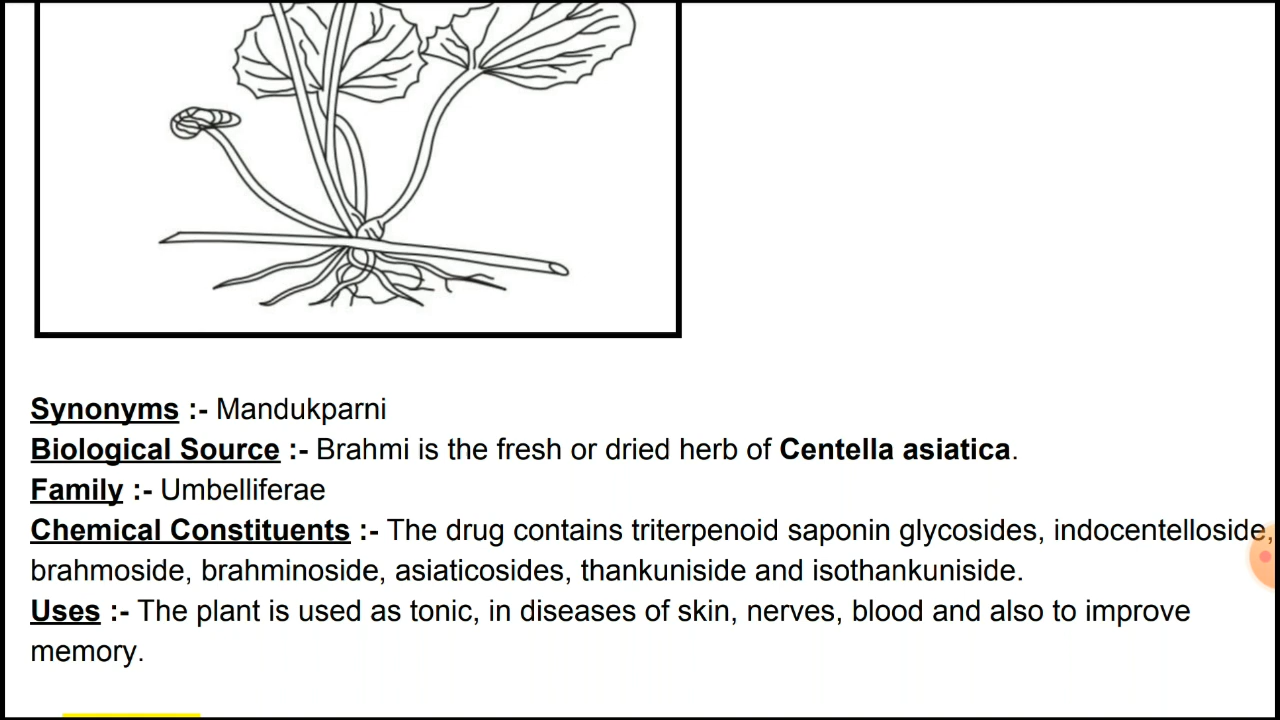 Synonyms :- Mandukparni
Biological Source :- Brahmi is the fresh or dried herb of Centella asiatica.
Family :- Umbelliferae
Chemical Constituents :- The drug contains triterpenoid saponin glycosides, indocentelloside,
brahmoside, brahminoside, asiaticosides, thankuniside and isothankuniside.
Uses :- The plant is used as tonic, in diseases of skin, nerves, blood and also to improve
memory.